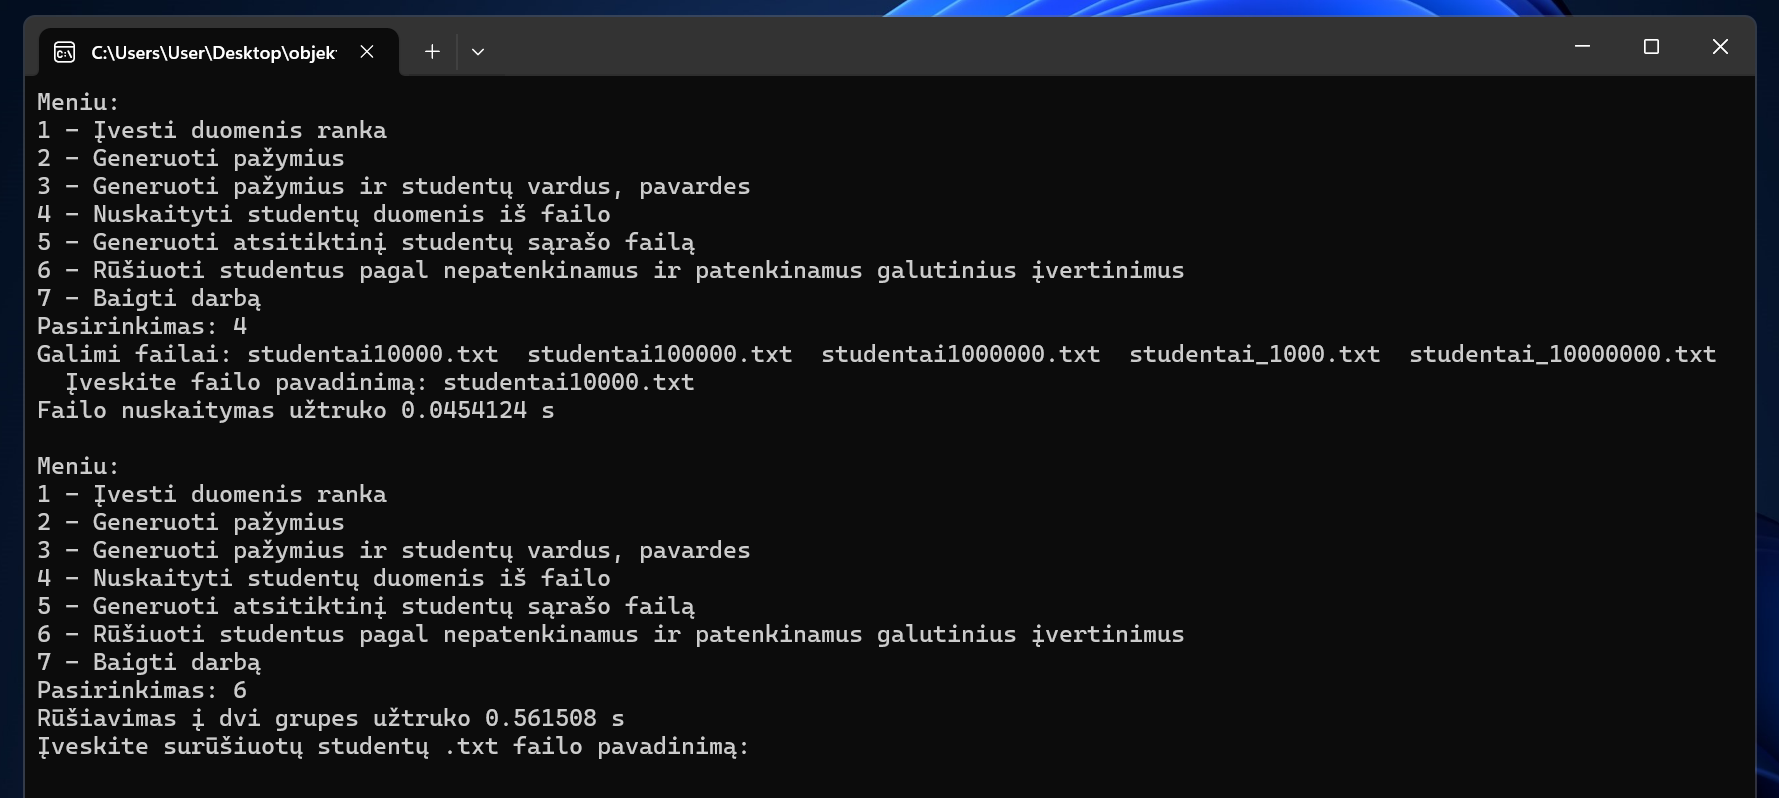 C:\Users\User\Desktop\objek
Meniu:
1 - Įvesti duomenis ranka
2 - Generuoti pažymius
3 - Generuoti pažymius ir studentų vardus, pavardes
4 - Nuskaityti studentų duomenis iš failo
5 - Generuoti atsitiktinį studentų sąrašo failą
6 - Rūšiuoti studentus pagal nepatenkinamus ir patenkinamus galutinius įvertinimus
7 - Baigti darbą
Pasirinkimas: 4
Galimi failai: studentai10000.txt  studentai100000.txt  studentai1000000.txt  studentai_1000.txt  studentai_10000000.txt
  Įveskite failo pavadinimą: studentai10000.txt
Failo nuskaitymas užtruko 0.0454124 s
Meniu:
1 - Įvesti duomenis ranka
2 - Generuoti pažymius
3 - Generuoti pažymius ir studentų vardus, pavardes
4 - Nuskaityti studentų duomenis iš failo
5 - Generuoti atsitiktinį studentų sąrašo failą
6 - Rūšiuoti studentus pagal nepatenkinamus ir patenkinamus galutinius įvertinimus
7 - Baigti darbą
Pasirinkimas: 6
Rūšiavimas į dvi grupes užtruko 0.561508 s
Įveskite surūšiuotų studentų .txt failo pavadinimą: